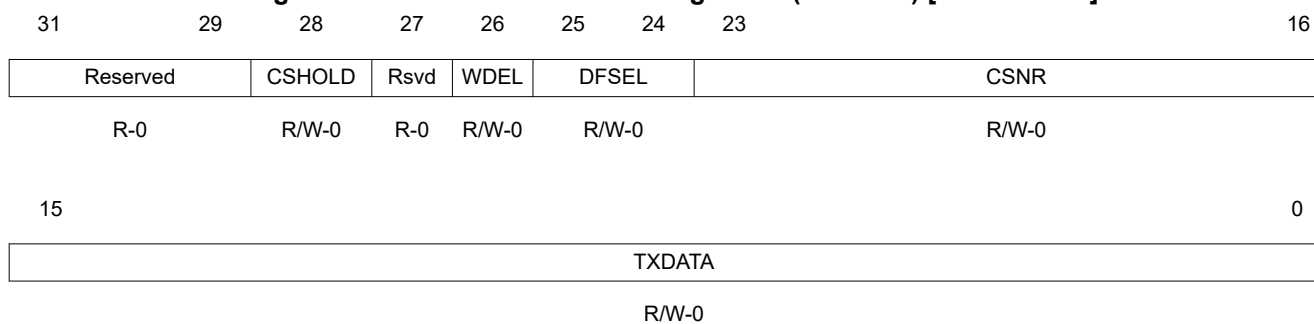 31 29 28 27 26 25 24 23 16
Reserved CSHOLD Rsvd WDEL DFSEL CSNR
R-0 R/W-0 R-0 R/W-0 R/W-0 R/W-0
15 0
TXDATA
R/W-0